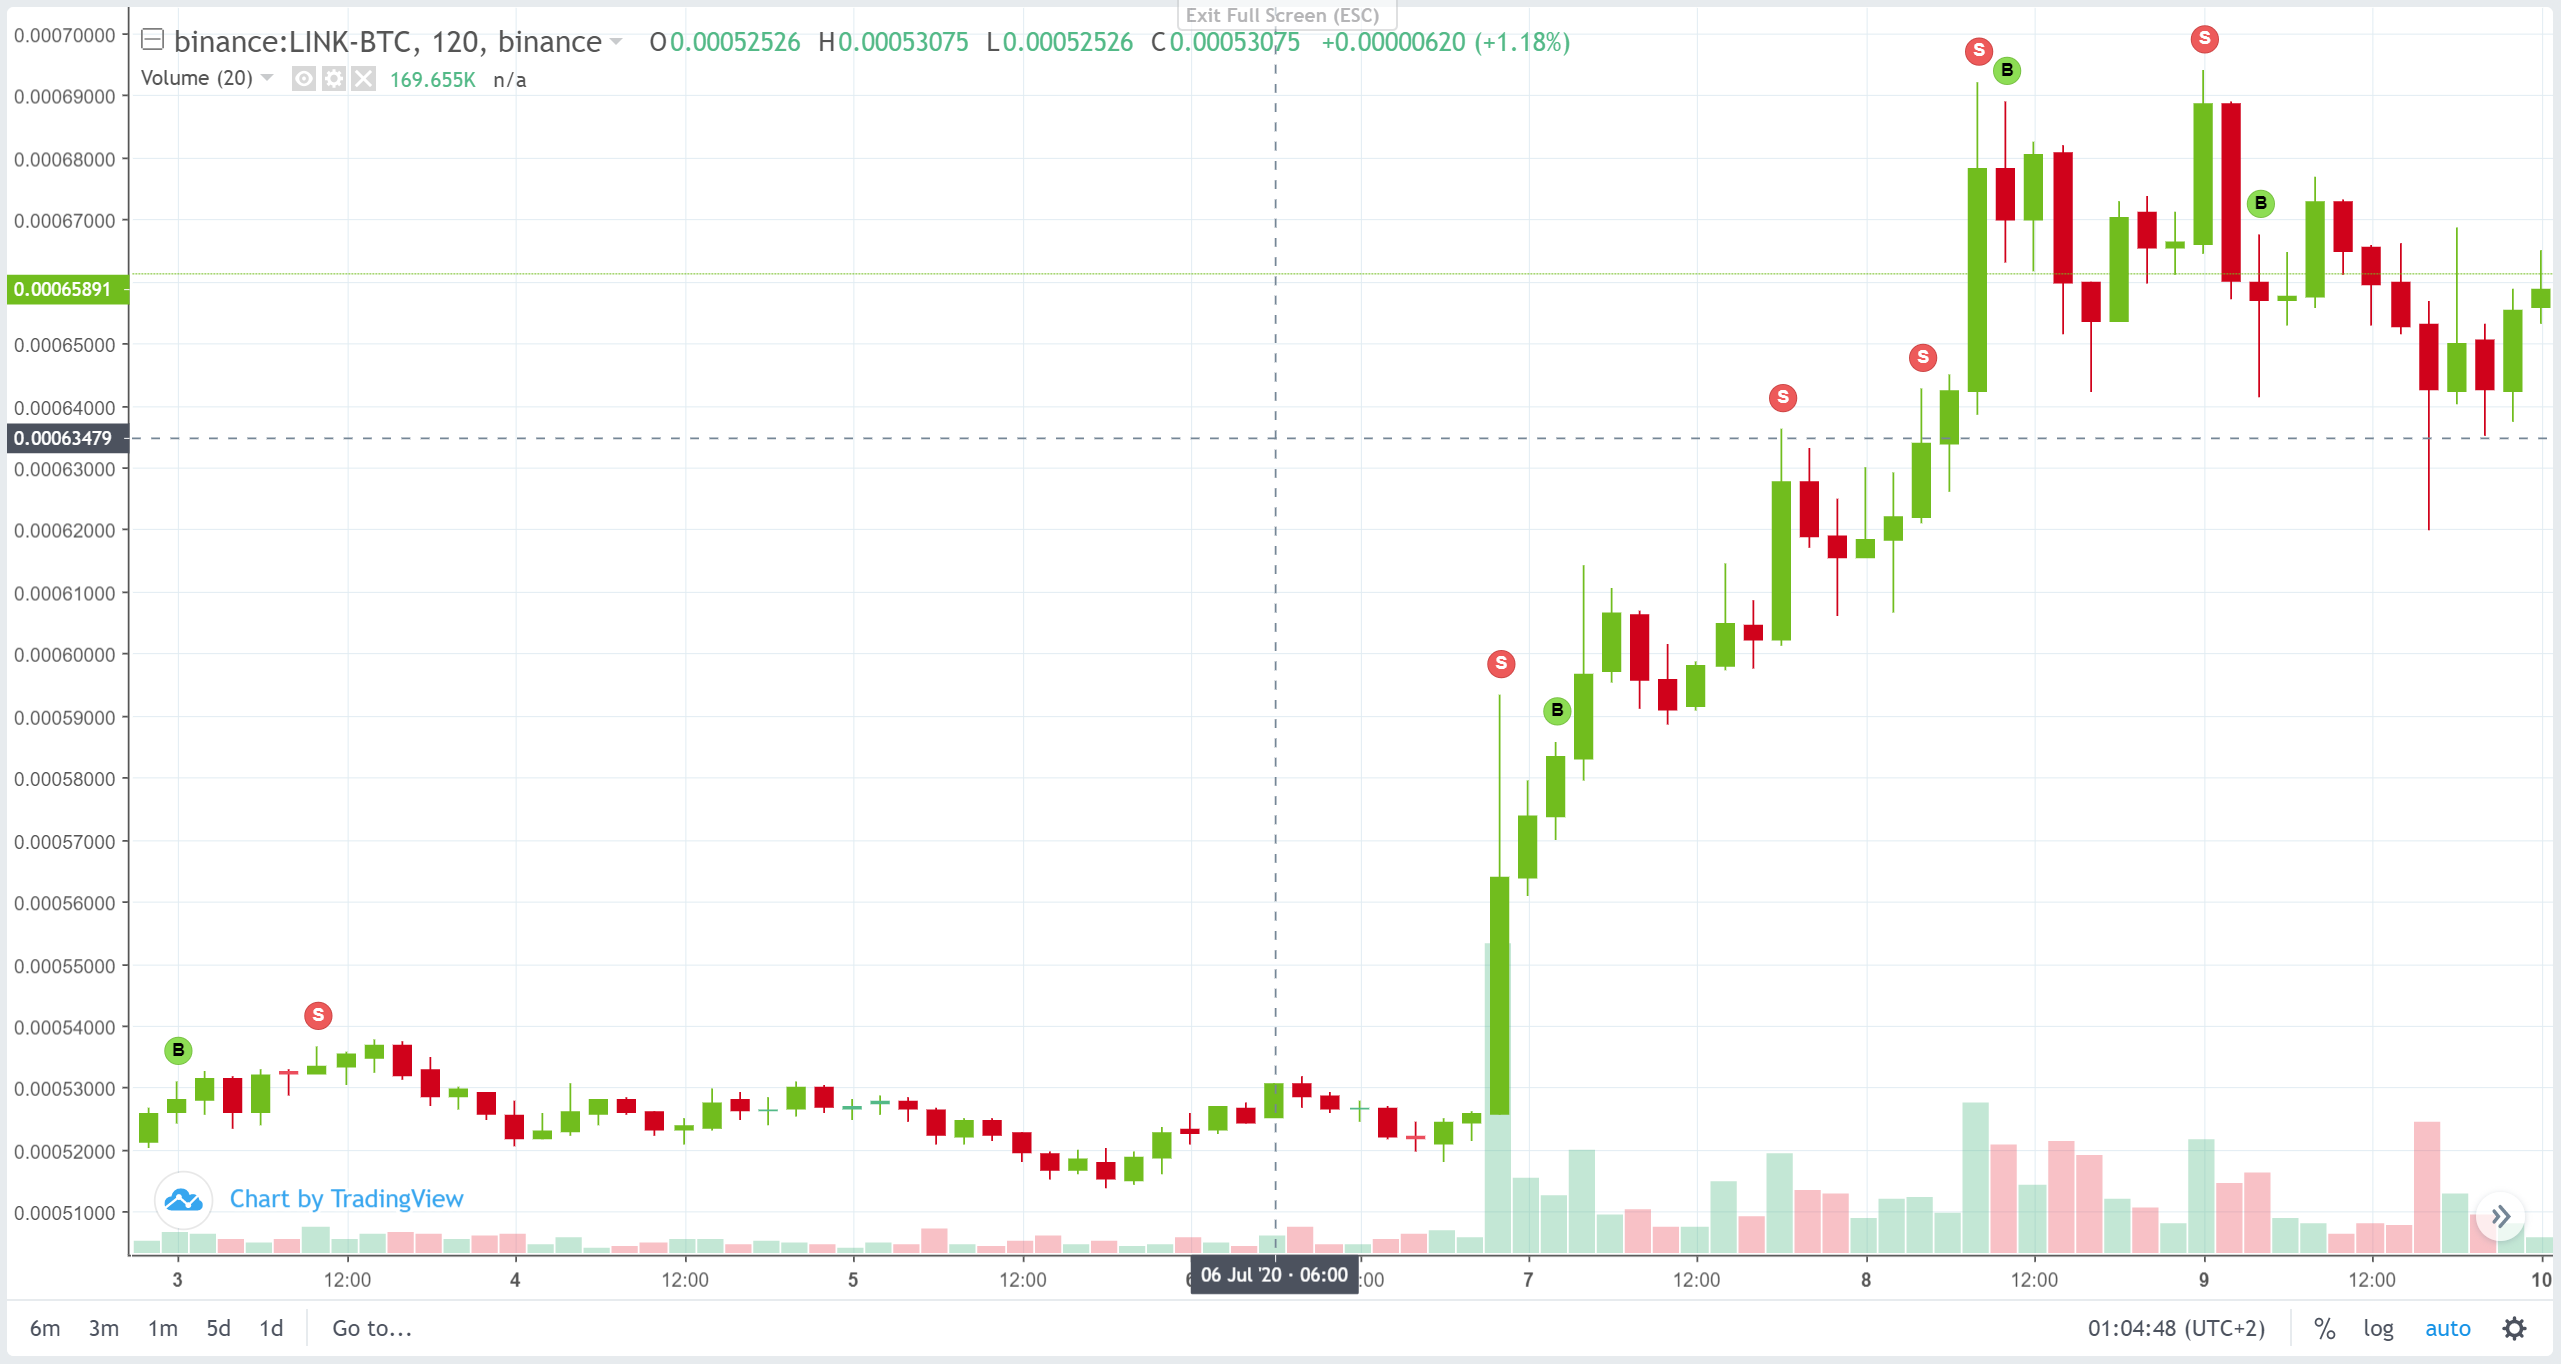 Exit Full Screen (ESC)
binance:LINK-BTC, 120, binance O0.00052526 H0.00053075 L0.00052526 C0.00053075 +0.00000620 (+1.18%)
Volume (20) 169.655K n/a
0.00070000
0.00069000
0.00068000
0.00067000
0.00065891
0.00065000
0.00064000
0.00063479
0.00063000
0.00062000
0.00061000
0.00060000
0.00059000
0.00058000
0.00057000
0.00056000
0.00055000
0.00054000
0.00053000
0.00052000
0.00051000
S
B
S
B
S
S
S
B
S
B
Chart by TradingView
3 12:00 4 12:00 5 12:00 06 Jul '20 · 06:00 :00 7 12:00 8 12:00 9 12:00 10
6m 3m 1m 5d 1d Go to... 01:04:48 (UTC+2) % log auto